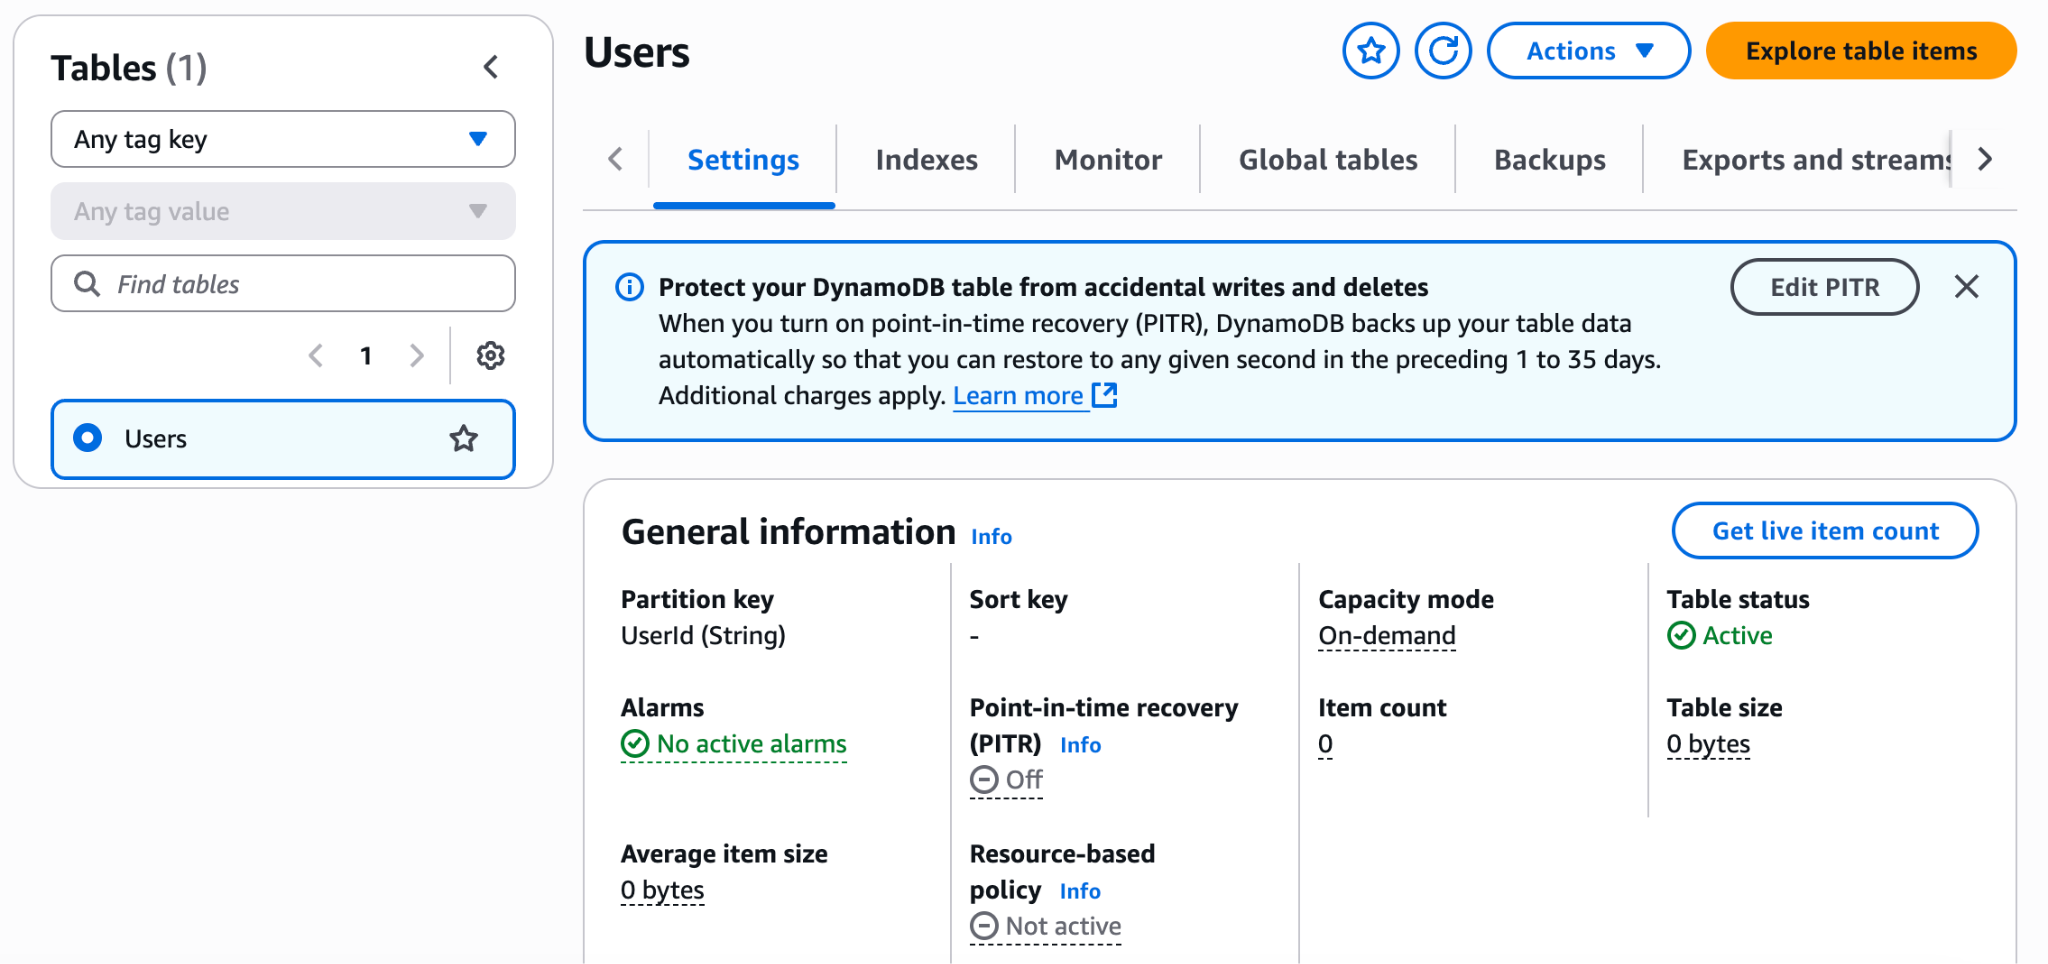 Tables (1)
Any tag key
Any tag value
Find tables
1
Users
Users
Actions
Explore table items
Settings
Indexes
Monitor
Global tables
Backups
Exports and streams
Protect your DynamoDB table from accidental writes and deletes
When you turn on point-in-time recovery (PITR), DynamoDB backs up your table data
automatically so that you can restore to any given second in the preceding 1 to 35 days.
Additional charges apply. Learn more
Edit PITR
General information Info
Get live item count
Partition key
UserId (String)
Sort key
-
Capacity mode
On-demand
Table status
Active
Alarms
No active alarms
Point-in-time recovery
(PITR) Info
Off
Item count
0
Table size
0 bytes
Average item size
0 bytes
Resource-based
policy Info
Not active